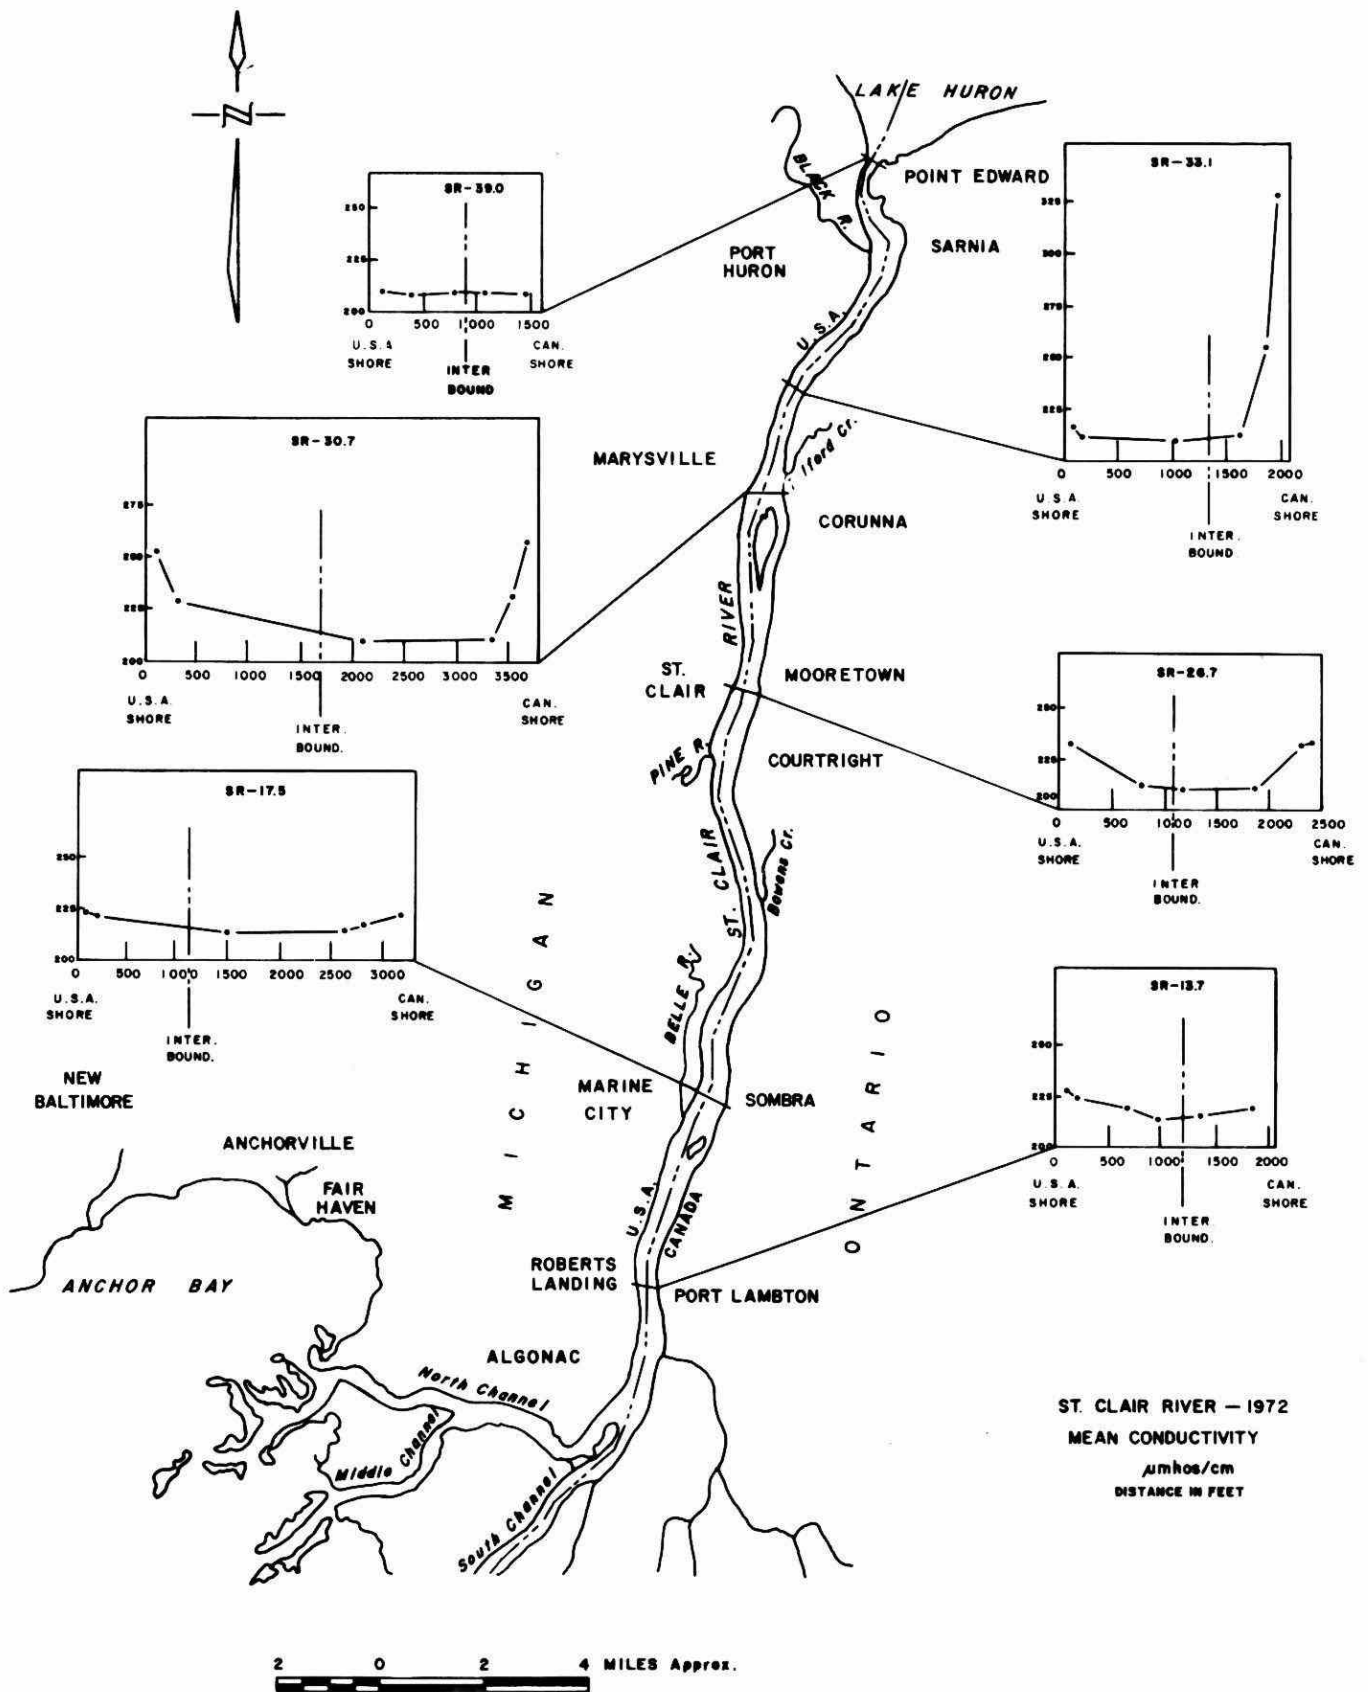 N
LAKE HURON
BLACK R.
POINT EDWARD
SARNIA
PORT
HURON
U.S.A.
SR-39.0
250
225
200
0 500 1000 1500
U.S.A
SHORE
INTER
BOUND
CAN.
SHORE
SR-33.1
325
300
275
250
225
0 500 1000 1500 2000
U.S.A.
SHORE
INTER.
BOUND
CAN.
SHORE
SR-30.7
275
250
225
200
0 500 1000 1500 2000 2500 3000 3500
U.S.A.
SHORE
INTER.
BOUND.
CAN.
SHORE
MARYSVILLE
Iford Cr.
CORUNNA
RIVER
ST.
CLAIR
MOORETOWN
PINE R.
COURTRIGHT
SR-26.7
250
225
200
0 500 1000 1500 2000 2500
U.S.A.
SHORE
INTER
BOUND.
CAN.
SHORE
SR-17.5
250
225
200
0 500 1000 1500 2000 2500 3000
U.S.A.
SHORE
INTER.
BOUND.
CAN.
SHORE
ST. CLAIR
Bowens Cr.
MICHIGAN
BELLE R.
ONTARIO
SR-13.7
250
225
200
0 500 1000 1500 2000
U.S.A.
SHORE
INTER
BOUND.
CAN.
SHORE
NEW
BALTIMORE
MARINE
CITY
SOMBRA
ANCHORVILLE
FAIR
HAVEN
U.S.A.
CANADA
ANCHOR BAY
ROBERTS
LANDING
PORT LAMBTON
ALGONAC
North Channel
Middle Channel
South Channel
ST. CLAIR RIVER — 1972
MEAN CONDUCTIVITY
µmhos/cm
DISTANCE IN FEET
2 0 2 4 MILES Approx.